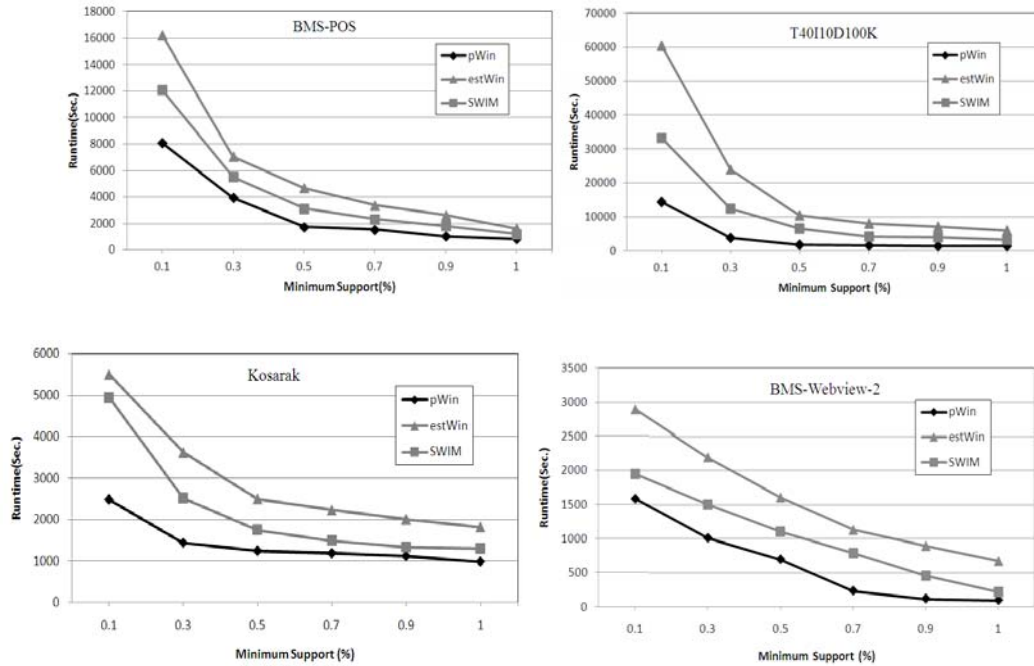 BMS-POS
18000
16000
14000
12000
10000
8000
6000
4000
2000
0
Runtime(Sec.)
pWin
estWin
SWIM
0.1 0.3 0.5 0.7 0.9 1
Minimum Support(%)
T40I10D100K
70000
60000
50000
40000
30000
20000
10000
0
Runtime(Sec.)
pWin
estWin
SWIM
0.1 0.3 0.5 0.7 0.9 1
Minimum Support (%)
Kosarak
6000
5000
4000
3000
2000
1000
0
Runtime(Sec.)
pWin
estWin
SWIM
0.1 0.3 0.5 0.7 0.9 1
Minimum Support (%)
BMS-Webview-2
3500
3000
2500
2000
1500
1000
500
0
Runtime(Sec.)
pWin
estWin
SWIM
0.1 0.3 0.5 0.7 0.9 1
Minimum Support (%)